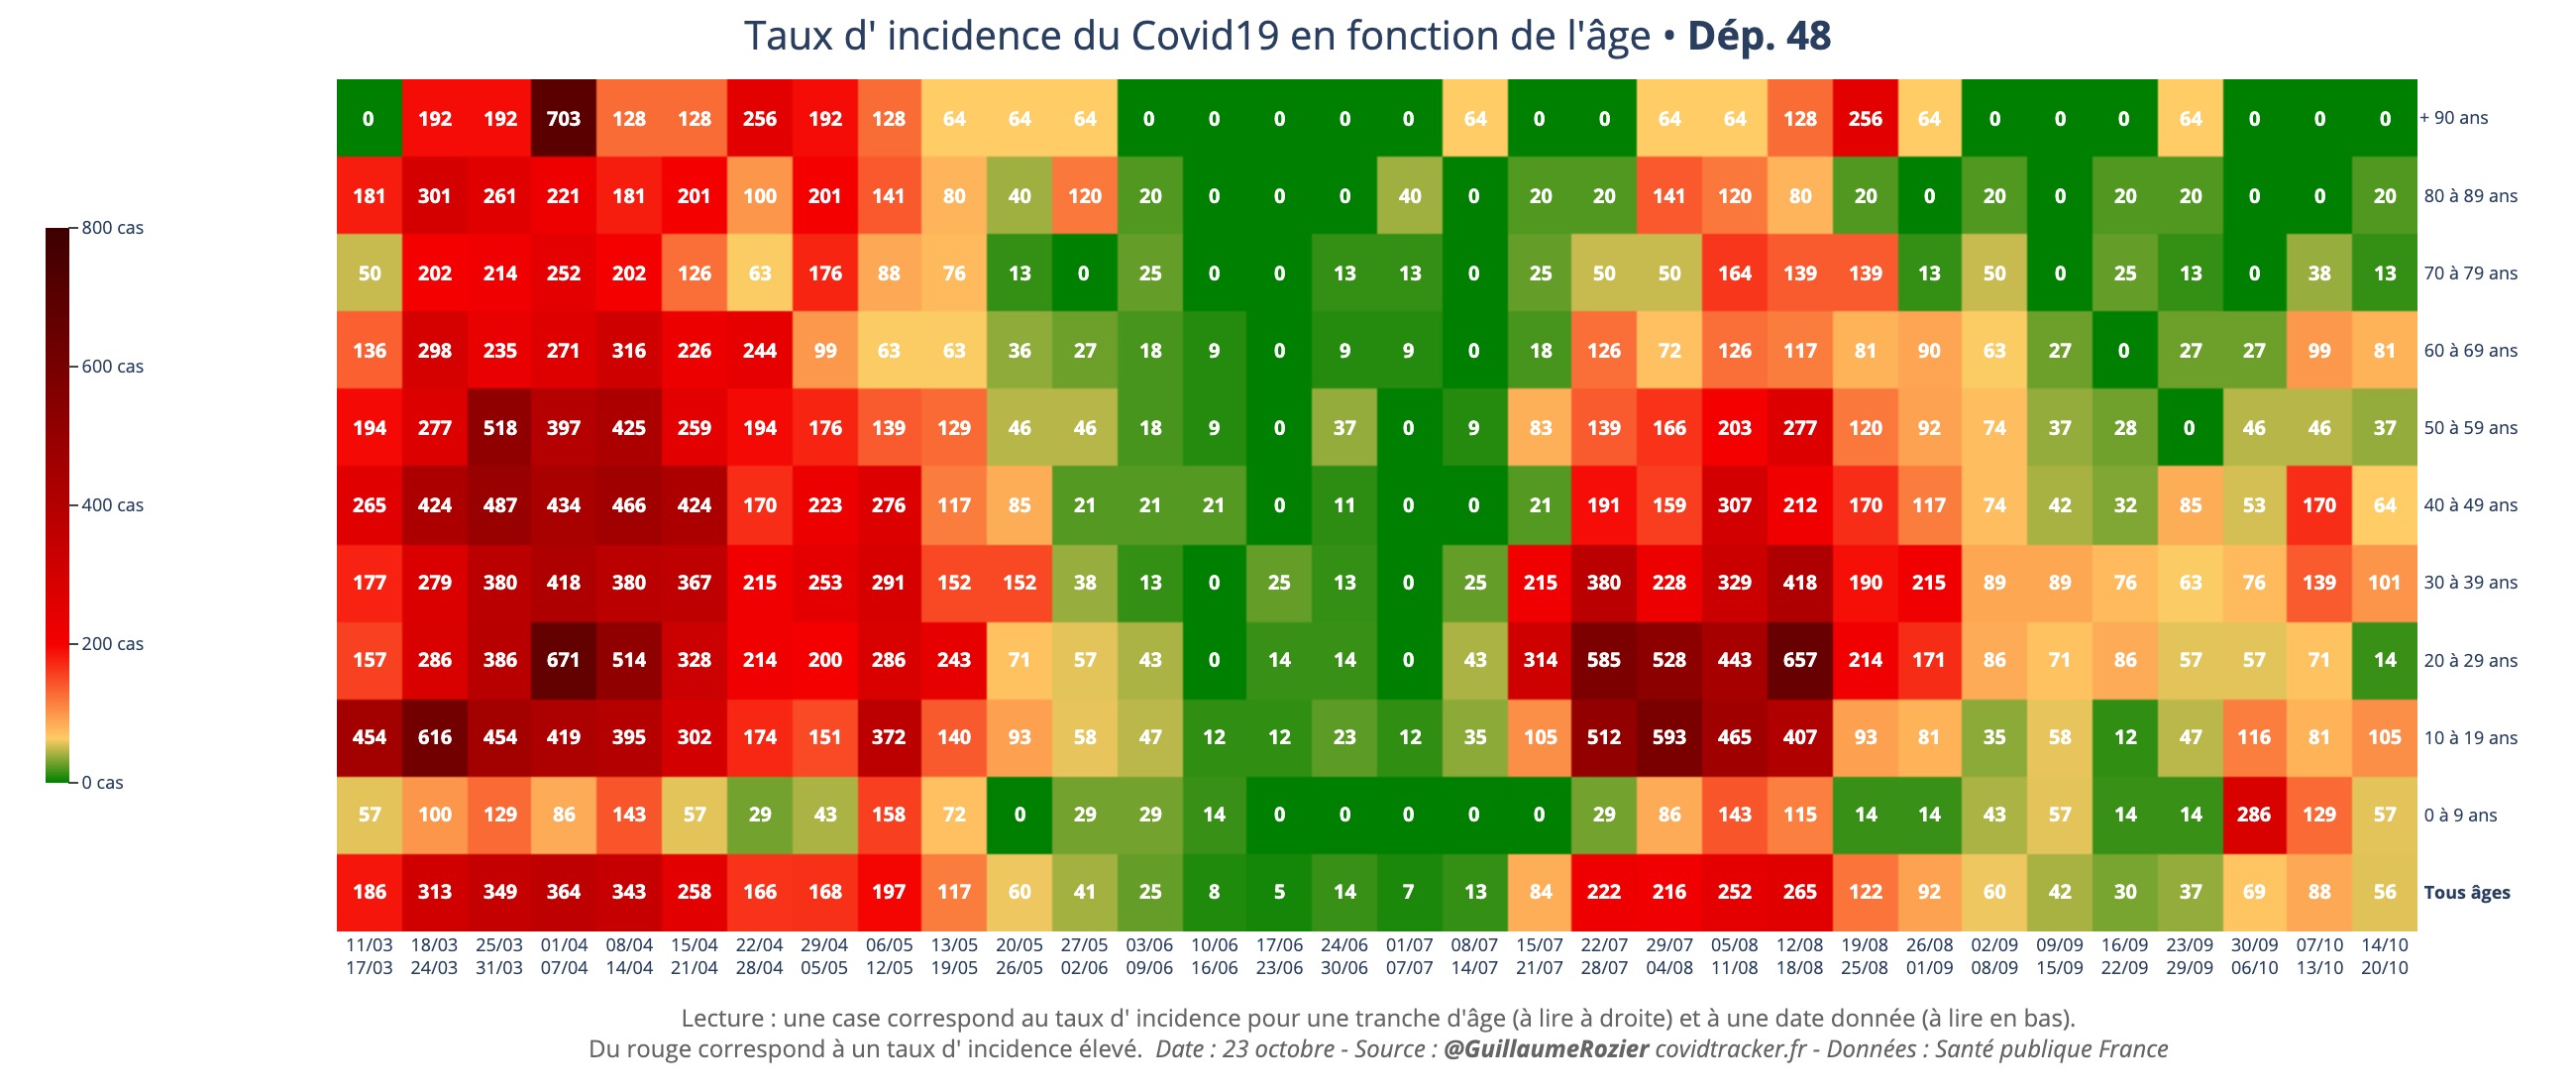 Taux d' incidence du Covid19 en fonction de l'âge • Dép. 48
800 cas
600 cas
400 cas
200 cas
0 cas
0 192 192 703 128 128 256 192 128 64 64 64 0 0 0 0 0 64 0 0 64 64 128 256 64 0 0 0 64 0 0 0 + 90 ans
181 301 261 221 181 201 100 201 141 80 40 120 20 0 0 0 40 0 20 20 141 120 80 20 0 20 0 20 20 0 0 20 80 à 89 ans
50 202 214 252 202 126 63 176 88 76 13 0 25 0 0 13 13 0 25 50 50 164 139 139 13 50 0 25 13 0 38 13 70 à 79 ans
136 298 235 271 316 226 244 99 63 63 36 27 18 9 0 9 9 0 18 126 72 126 117 81 90 63 27 0 27 27 99 81 60 à 69 ans
194 277 518 397 425 259 194 176 139 129 46 46 18 9 0 37 0 9 83 139 166 203 277 120 92 74 37 28 0 46 46 37 50 à 59 ans
265 424 487 434 466 424 170 223 276 117 85 21 21 21 0 11 0 0 21 191 159 307 212 170 117 74 42 32 85 53 170 64 40 à 49 ans
177 279 380 418 380 367 215 253 291 152 152 38 13 0 25 13 0 25 215 380 228 329 418 190 215 89 89 76 63 76 139 101 30 à 39 ans
157 286 386 671 514 328 214 200 286 243 71 57 43 0 14 14 0 43 314 585 528 443 657 214 171 86 71 86 57 57 71 14 20 à 29 ans
454 616 454 419 395 302 174 151 372 140 93 58 47 12 12 23 12 35 105 512 593 465 407 93 81 35 58 12 47 116 81 105 10 à 19 ans
57 100 129 86 143 57 29 43 158 72 0 29 29 14 0 0 0 0 0 29 86 143 115 14 14 43 57 14 14 286 129 57 0 à 9 ans
186 313 349 364 343 258 166 168 197 117 60 41 25 8 5 14 7 13 84 222 216 252 265 122 92 60 42 30 37 69 88 56 Tous âges
11/03 18/03 25/03 01/04 08/04 15/04 22/04 29/04 06/05 13/05 20/05 27/05 03/06 10/06 17/06 24/06 01/07 08/07 15/07 22/07 29/07 05/08 12/08 19/08 26/08 02/09 09/09 16/09 23/09 30/09 07/10 14/10
17/03 24/03 31/03 07/04 14/04 21/04 28/04 05/05 12/05 19/05 26/05 02/06 09/06 16/06 23/06 30/06 07/07 14/07 21/07 28/07 04/08 11/08 18/08 25/08 01/09 08/09 15/09 22/09 29/09 06/10 13/10 20/10
Lecture : une case correspond au taux d' incidence pour une tranche d'âge (à lire à droite) et à une date donnée (à lire en bas).
Du rouge correspond à un taux d' incidence élevé. Date : 23 octobre - Source : @GuillaumeRozier covidtracker.fr - Données : Santé publique France